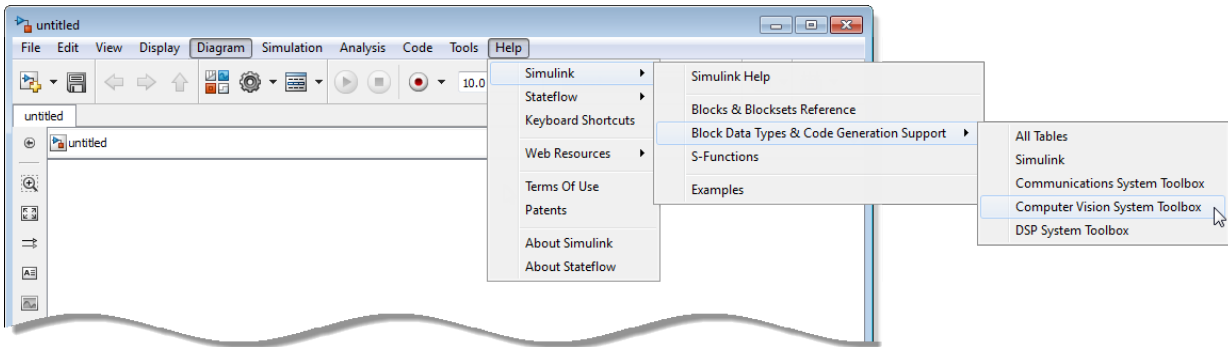 untitled
File Edit View Display Diagram Simulation Analysis Code Tools Help
10.0
untitled
untitled
Simulink
Stateflow
Keyboard Shortcuts
Web Resources
Terms Of Use
Patents
About Simulink
About Stateflow
Simulink Help
Blocks & Blocksets Reference
Block Data Types & Code Generation Support
S-Functions
Examples
All Tables
Simulink
Communications System Toolbox
Computer Vision System Toolbox
DSP System Toolbox